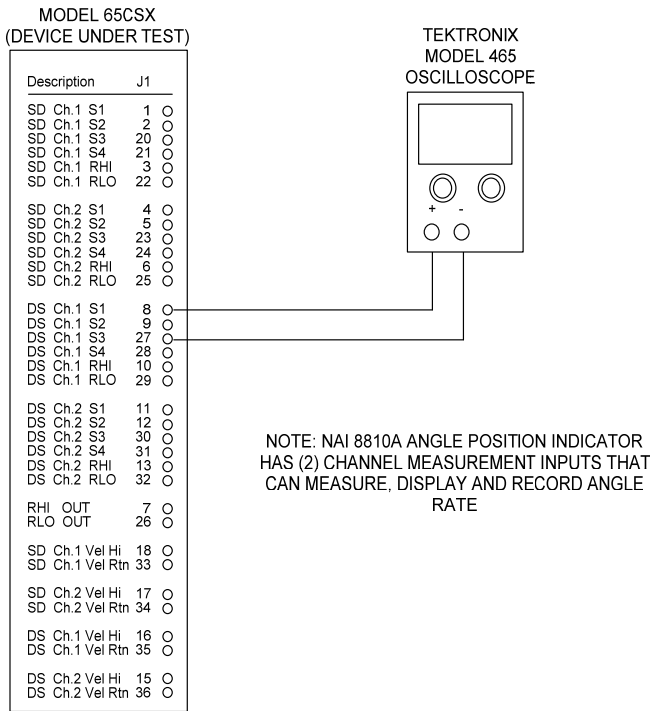 MODEL 65CSX
(DEVICE UNDER TEST)
TEKTRONIX
MODEL 465
OSCILLOSCOPE
Description J1
SD Ch.1 S1 1
SD Ch.1 S2 2
SD Ch.1 S3 20
SD Ch.1 S4 21
SD Ch.1 RHI 3
SD Ch.1 RLO 22
SD Ch.2 S1 4
SD Ch.2 S2 5
SD Ch.2 S3 23
SD Ch.2 S4 24
SD Ch.2 RHI 6
SD Ch.2 RLO 25
DS Ch.1 S1 8
DS Ch.1 S2 9
DS Ch.1 S3 27
DS Ch.1 S4 28
DS Ch.1 RHI 10
DS Ch.1 RLO 29
DS Ch.2 S1 11
DS Ch.2 S2 12
DS Ch.2 S3 30
DS Ch.2 S4 31
DS Ch.2 RHI 13
DS Ch.2 RLO 32
RHI OUT 7
RLO OUT 26
SD Ch.1 Vel Hi 18
SD Ch.1 Vel Rtn 33
SD Ch.2 Vel Hi 17
SD Ch.2 Vel Rtn 34
DS Ch.1 Vel Hi 16
DS Ch.1 Vel Rtn 35
DS Ch.2 Vel Hi 15
DS Ch.2 Vel Rtn 36
+ -
NOTE: NAI 8810A ANGLE POSITION INDICATOR
HAS (2) CHANNEL MEASUREMENT INPUTS THAT
CAN MEASURE, DISPLAY AND RECORD ANGLE
RATE